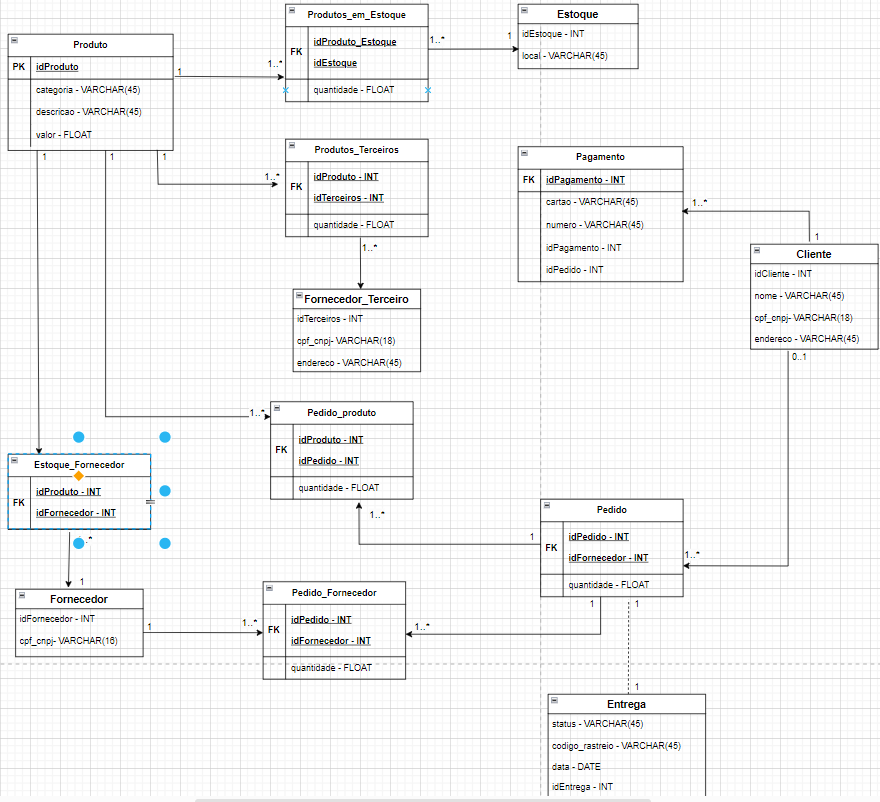 Produtos_em_Estoque
FK
idProduto_Estoque
idEstoque
quantidade - FLOAT
1..*
1
Estoque
idEstoque - INT
local - VARCHAR(45)
Produto
PK
idProduto
categoria - VARCHAR(45)
descricao - VARCHAR(45)
valor - FLOAT
1
1..*
1
1
1
1..*
Produtos_Terceiros
FK
idProduto - INT
idTerceiros - INT
quantidade - FLOAT
1..*
Pagamento
FK
idPagamento - INT
cartao - VARCHAR(45)
numero - VARCHAR(45)
idPagamento - INT
idPedido - INT
1..*
1
Cliente
idCliente - INT
nome - VARCHAR(45)
cpf_cnpj- VARCHAR(18)
endereco - VARCHAR(45)
0..1
Fornecedor_Terceiro
idTerceiros - INT
cpf_cnpj- VARCHAR(18)
endereco - VARCHAR(45)
1..*
Pedido_produto
FK
idProduto - INT
idPedido - INT
quantidade - FLOAT
1..*
Estoque_Fornecedor
FK
idProduto - INT
idFornecedor - INT
.*
1
Pedido
FK
idPedido - INT
idFornecedor - INT
quantidade - FLOAT
1
1..*
1
1
Fornecedor
idFornecedor - INT
cpf_cnpj- VARCHAR(16)
1
1..*
Pedido_Fornecedor
FK
idPedido - INT
idFornecedor - INT
quantidade - FLOAT
1..*
1
Entrega
status - VARCHAR(45)
codigo_rastreio - VARCHAR(45)
data - DATE
idEntrega - INT